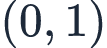 (0, 1)